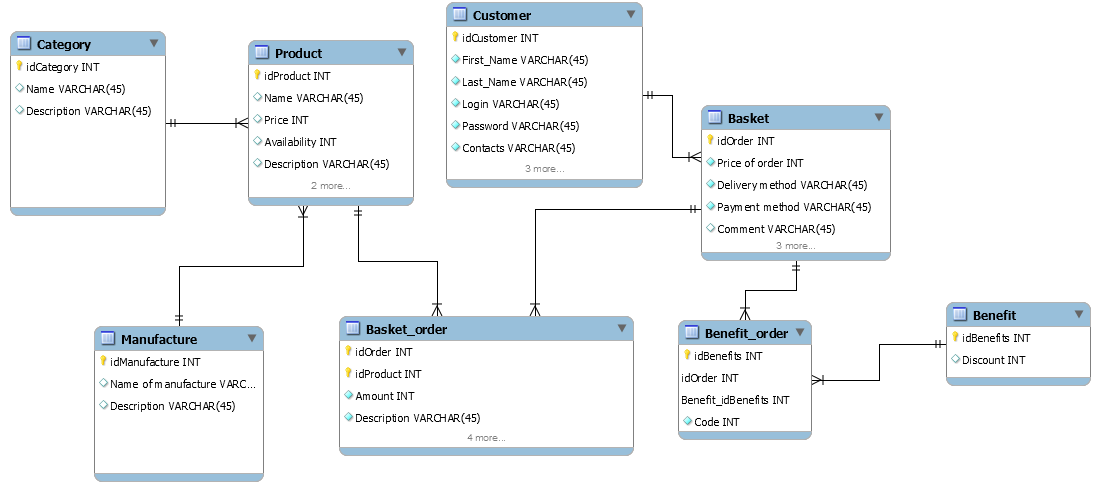 Category
idCategory INT
Name VARCHAR(45)
Description VARCHAR(45)
Product
idProduct INT
Name VARCHAR(45)
Price INT
Availability INT
Description VARCHAR(45)
2 more...
Customer
idCustomer INT
First_Name VARCHAR(45)
Last_Name VARCHAR(45)
Login VARCHAR(45)
Password VARCHAR(45)
Contacts VARCHAR(45)
3 more...
Basket
idOrder INT
Price of order INT
Delivery method VARCHAR(45)
Payment method VARCHAR(45)
Comment VARCHAR(45)
3 more...
Manufacture
idManufacture INT
Name of manufacture VARC...
Description VARCHAR(45)
Basket_order
idOrder INT
idProduct INT
Amount INT
Description VARCHAR(45)
4 more...
Benefit_order
idBenefits INT
idOrder INT
Benefit_idBenefits INT
Code INT
Benefit
idBenefits INT
Discount INT